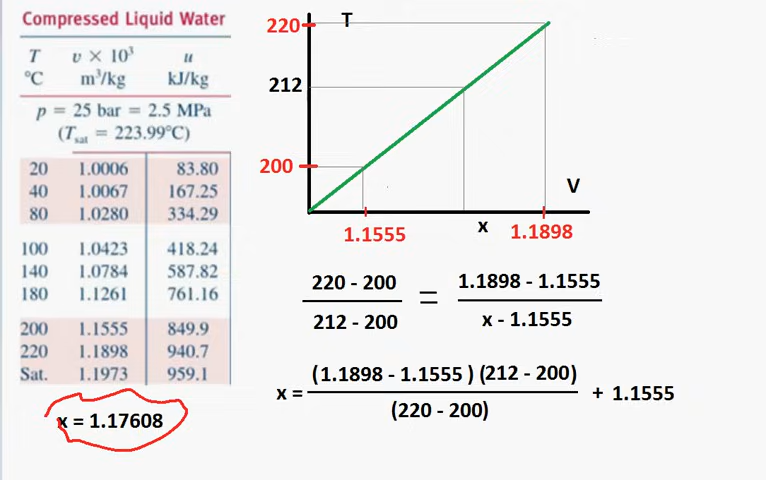 Compressed Liquid Water
T υ × 10³ u
°C m³/kg kJ/kg
p = 25 bar = 2.5 MPa
(Tsat = 223.99°C)
20 1.0006 83.80
40 1.0067 167.25
80 1.0280 334.29
100 1.0423 418.24
140 1.0784 587.82
180 1.1261 761.16
200 1.1555 849.9
220 1.1898 940.7
Sat. 1.1973 959.1
x = 1.17608
T
220
212
200
V
1.1555 x 1.1898
220 - 200 = 1.1898 - 1.1555
212 - 200 x - 1.1555
(1.1898 - 1.1555 ) (212 - 200)
x = + 1.1555
(220 - 200)